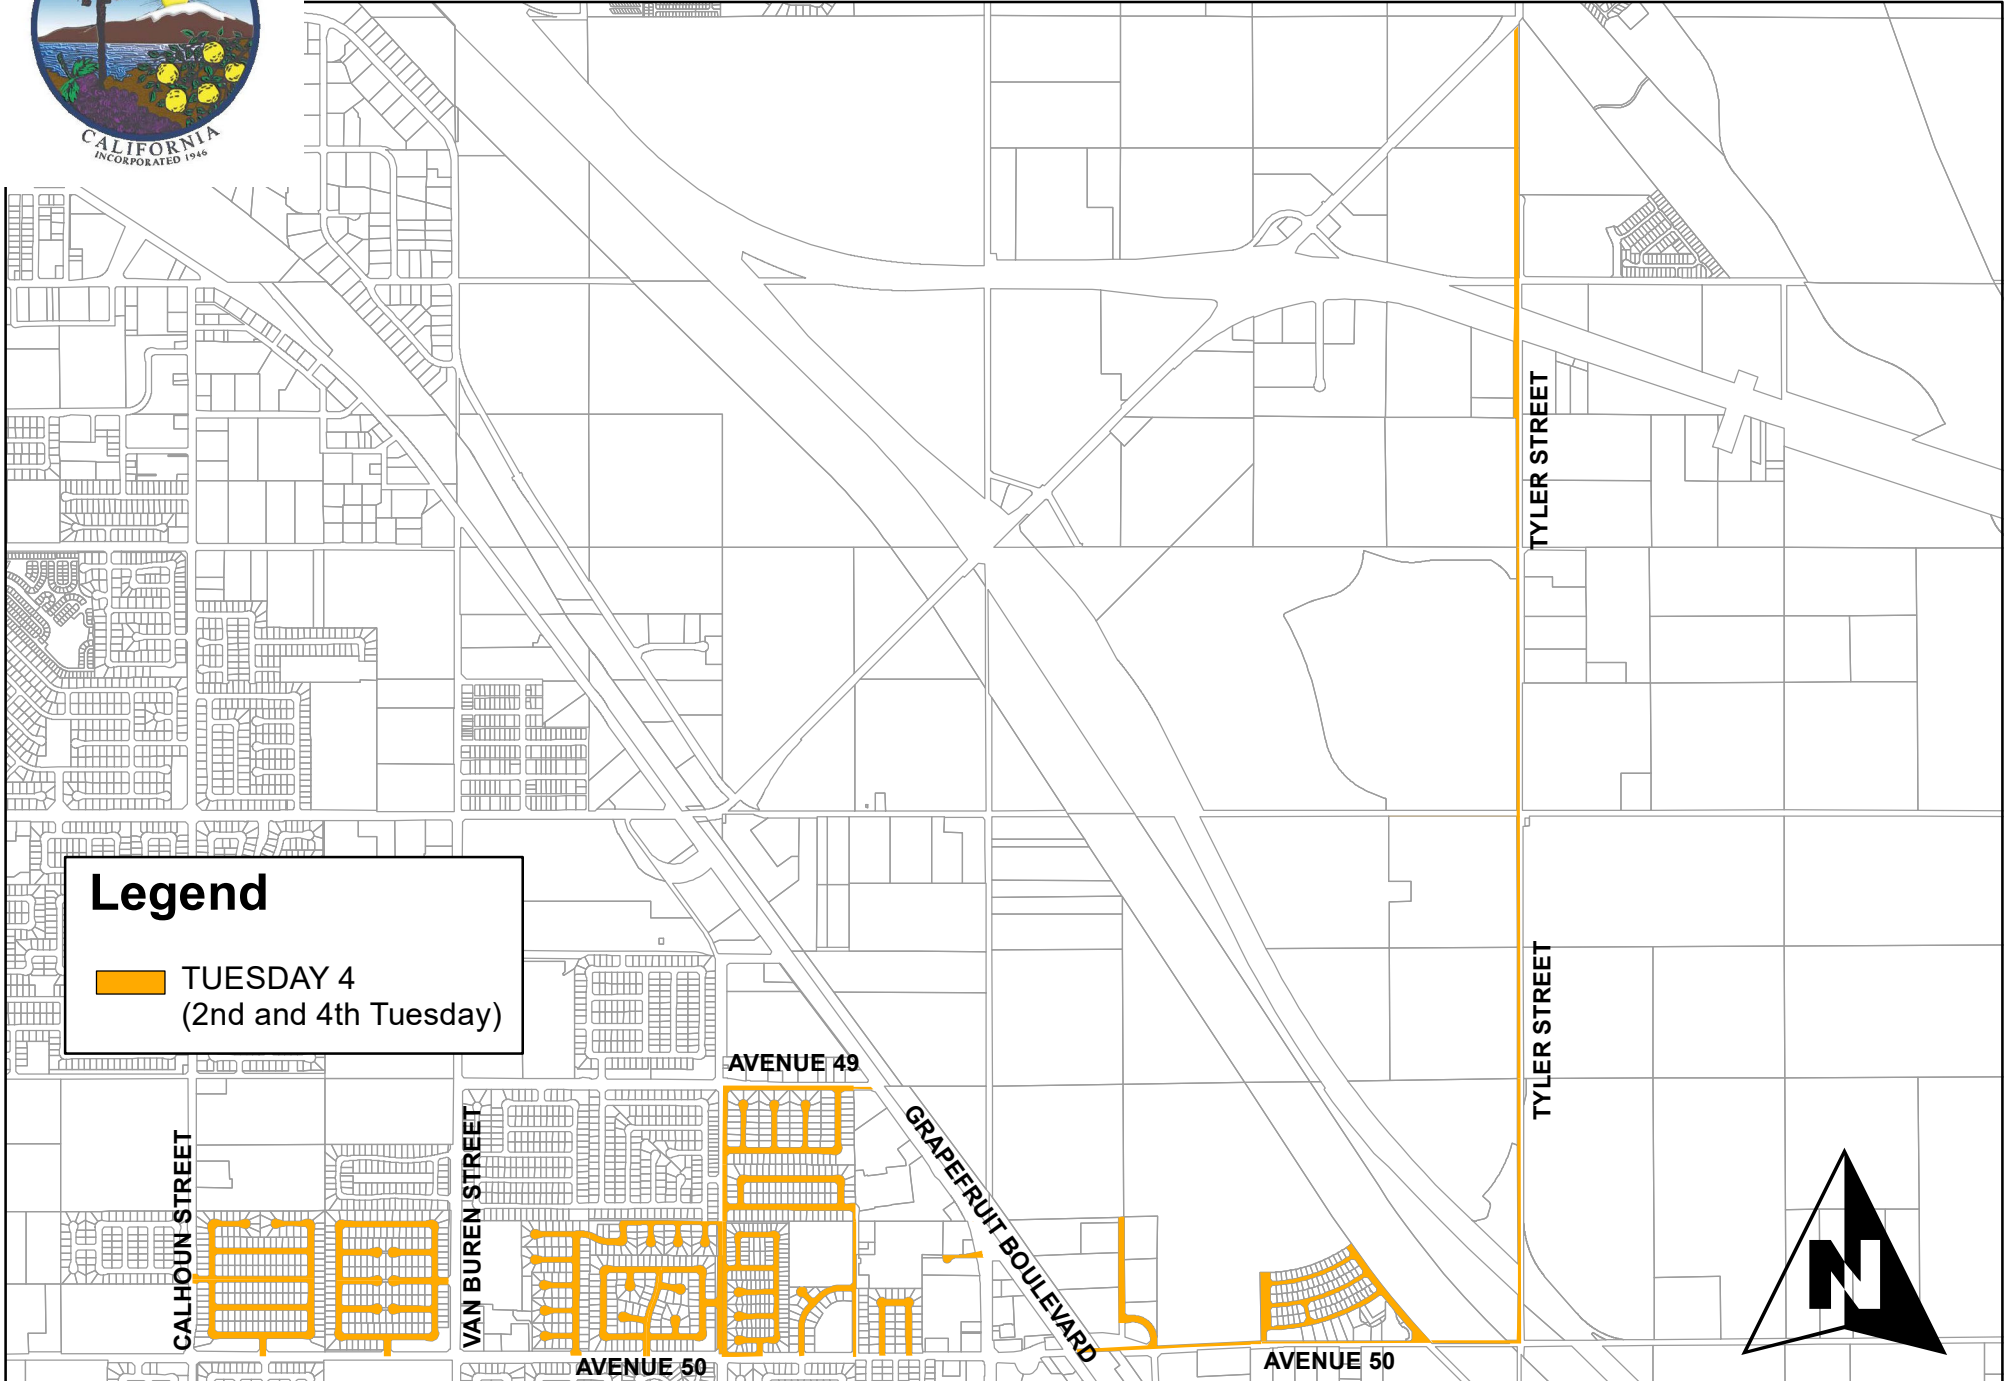 CALIFORNIA
INCORPORATED 1946
TYLER STREET
Legend
TUESDAY 4
(2nd and 4th Tuesday)
TYLER STREET
AVENUE 49
GRAPEFRUIT BOULEVARD
CALHOUN STREET
VAN BUREN STREET
AVENUE 50
AVENUE 50
N